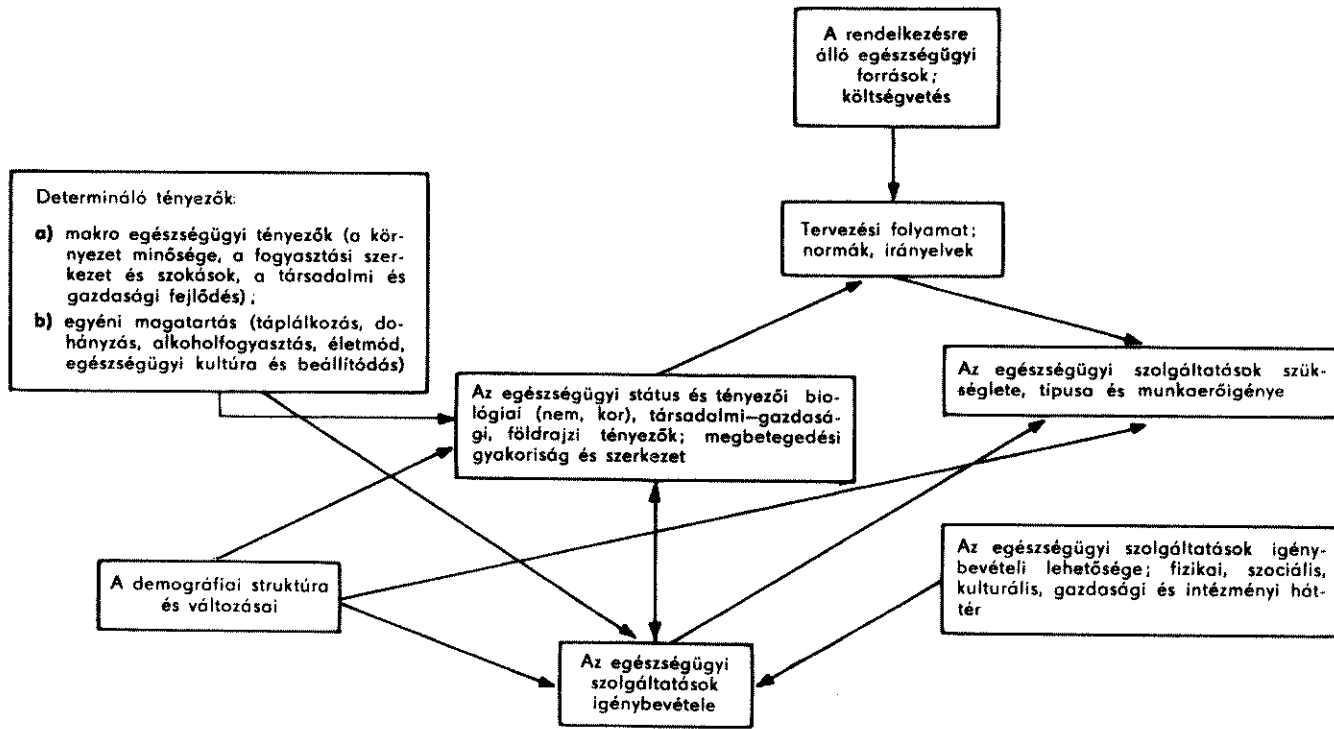 A rendelkezésre
álló egészségügyi
források;
költségvetés
Determináló tényezők:
a) makro egészségügyi tényezők (a kör-
nyezet minősége, a fogyasztási szer-
kezet és szokások, a társadalmi és
gazdasági fejlődés);
b) egyéni magatartás (táplálkozás, do-
hányzás, alkoholfogyasztás, életmód,
egészségügyi kultúra és beállítódás)
Tervezési folyamat;
normák, irányelvek
Az egészségügyi státus és tényezői bio-
lógiai (nem, kor), társadalmi—gazdasá-
gi, földrajzi tényezők; megbetegedési
gyakoriság és szerkezet
Az egészségügyi szolgáltatások szük-
séglete, típusa és munkaerőigénye
A demográfiai struktúra
és változásai
Az egészségügyi szolgáltatások igény-
bevételi lehetősége; fizikai, szociális,
kulturális, gazdasági és intézményi hát-
tér
Az egészségügyi
szolgáltatások
igénybevétele